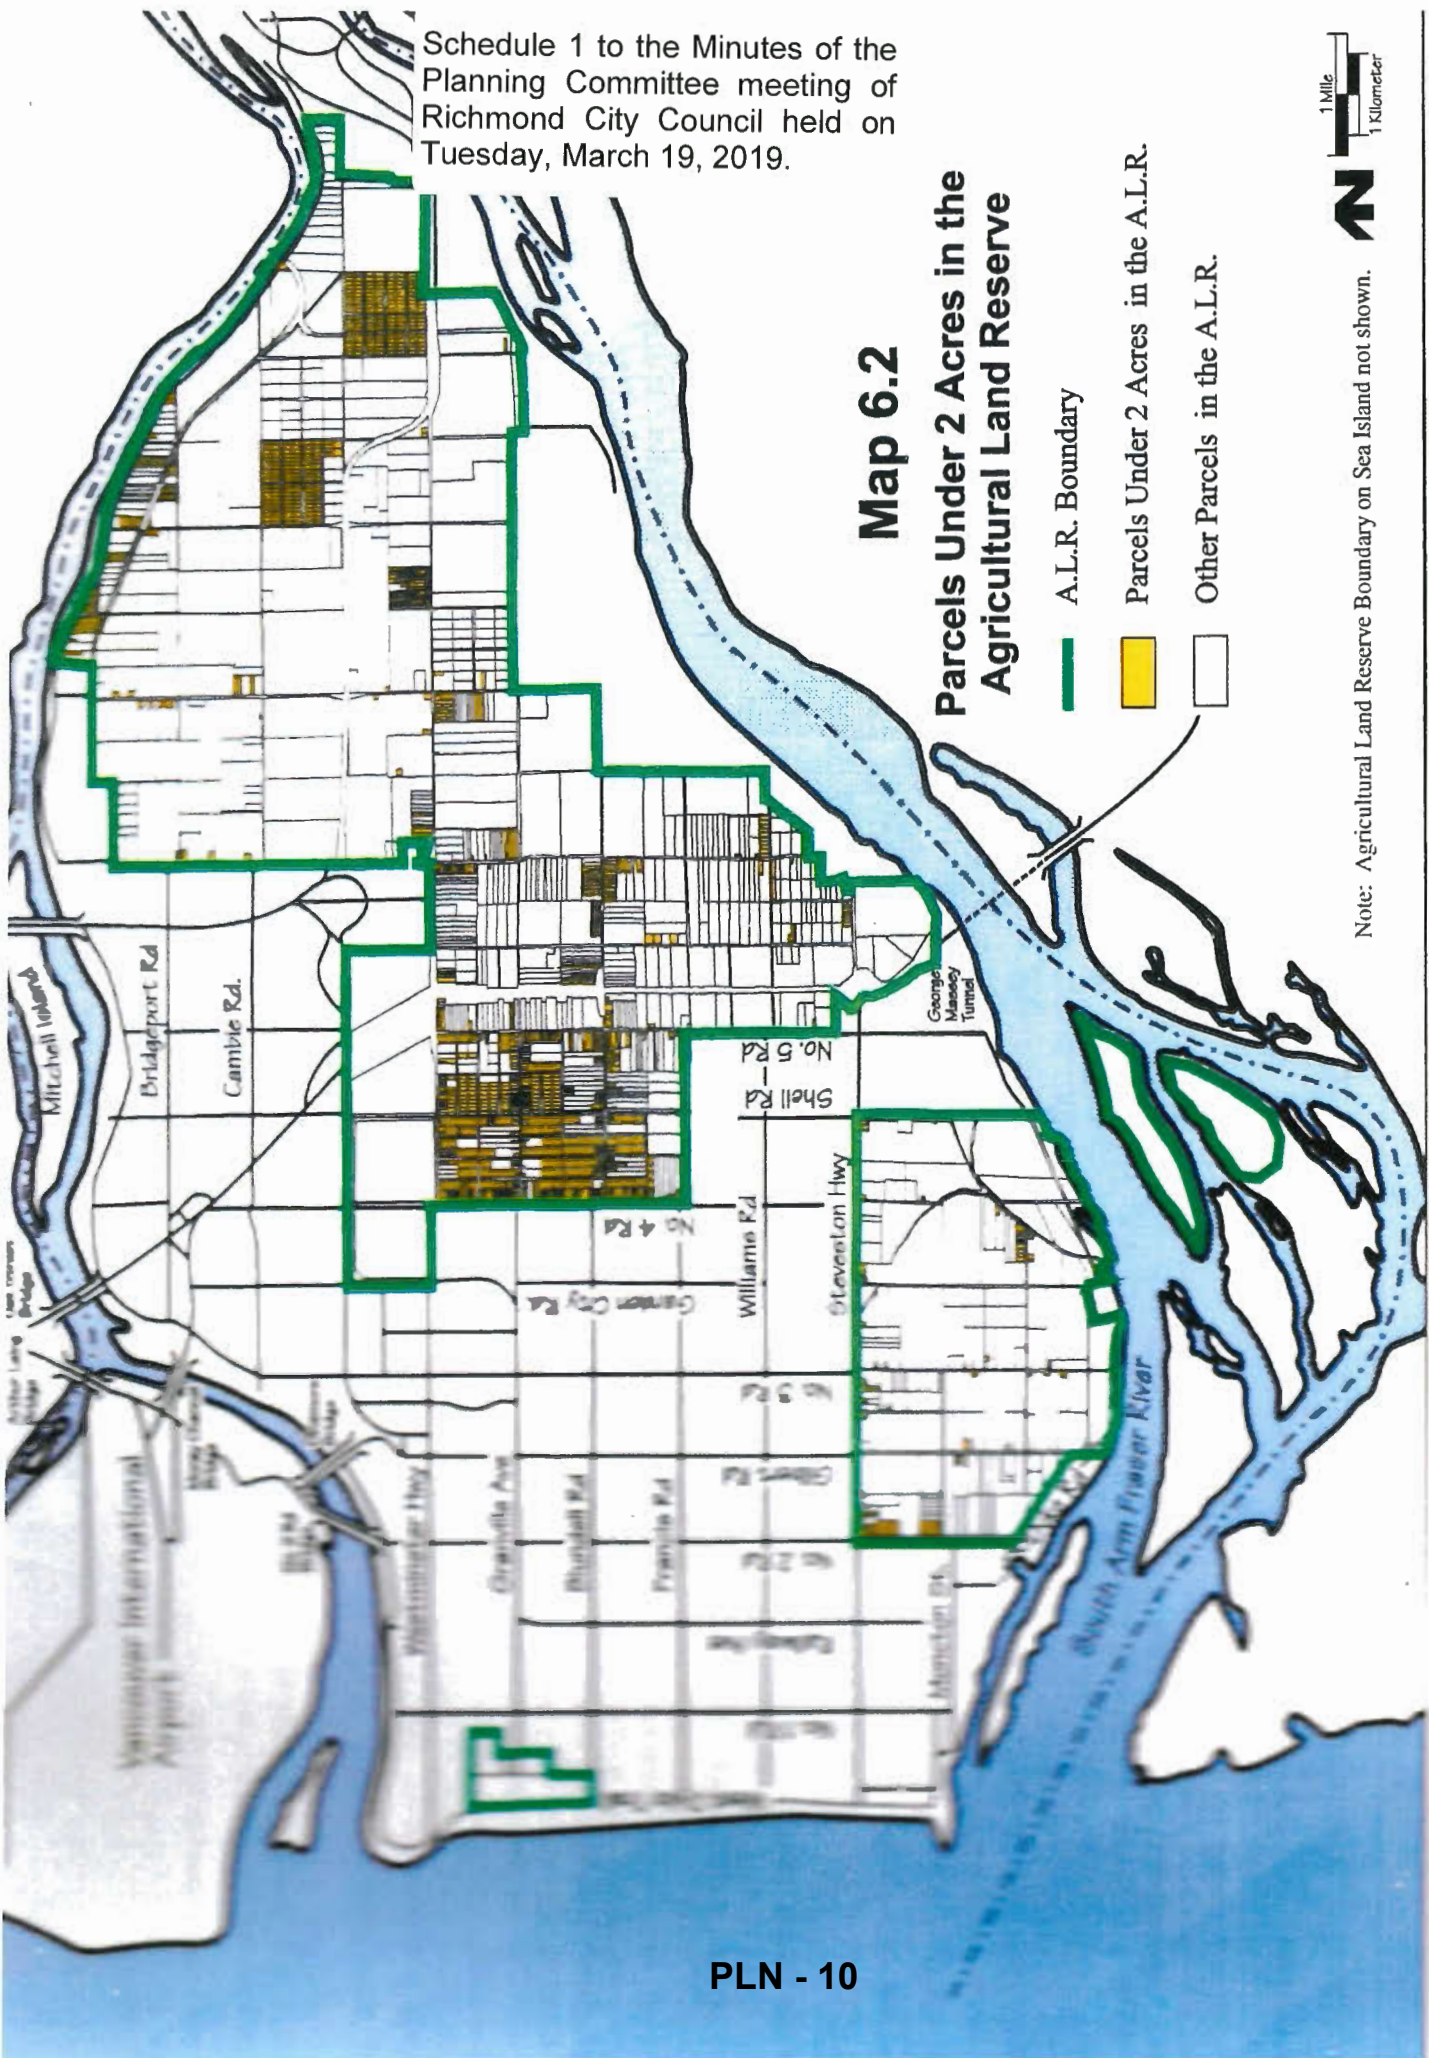 Schedule 1 to the Minutes of the
Planning Committee meeting of
Richmond City Council held on
Tuesday, March 19, 2019.
Map 6.2
Parcels Under 2 Acres in the
Agricultural Land Reserve
A.L.R. Boundary
Parcels Under 2 Acres in the A.L.R.
Other Parcels in the A.L.R.
Note: Agricultural Land Reserve Boundary on Sea Island not shown.
N
1 Mile
1 Kilometer
Mitchell Island
Bridgeport Rd
Cambie Rd.
Vancouver International
Airport
Westminster Hwy
Granville Ave
Blundell Rd
Francis Rd
Williams Rd
Steveston Hwy
Moncton St.
No. 5 Rd
Shell Rd
No. 4 Rd
Garden City Rd.
No. 3 Rd
Gilbert Rd
No. 2 Rd
Railway Ave
No. 1 Rd
George
Massey
Tunnel
South Arm Fraser River
PLN - 10